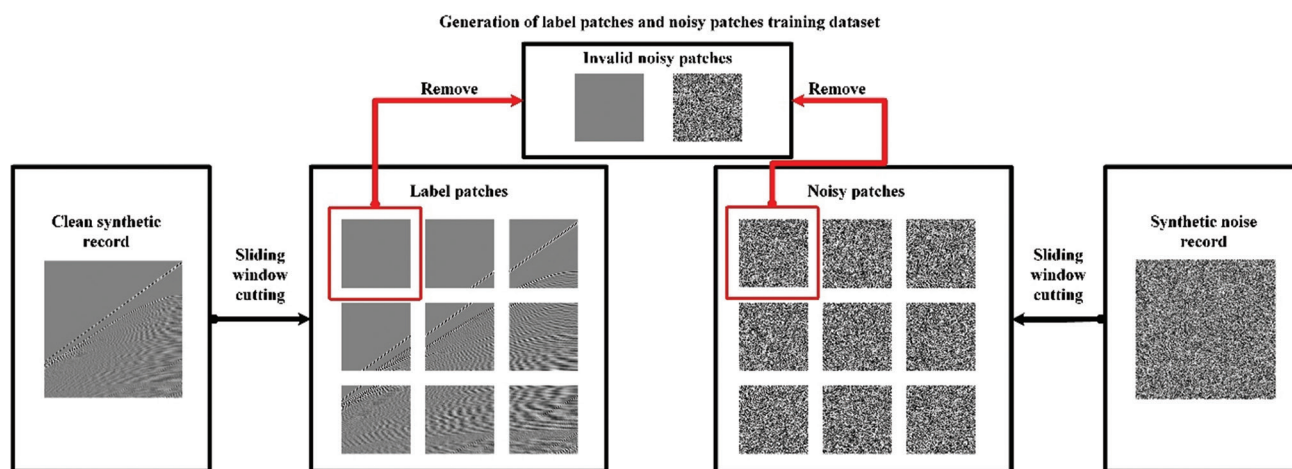 Generation of label patches and noisy patches training dataset
Invalid noisy patches
Remove
Remove
Label patches
Noisy patches
Clean synthetic
record
Sliding
window
cutting
Sliding
window
cutting
Synthetic noise
record